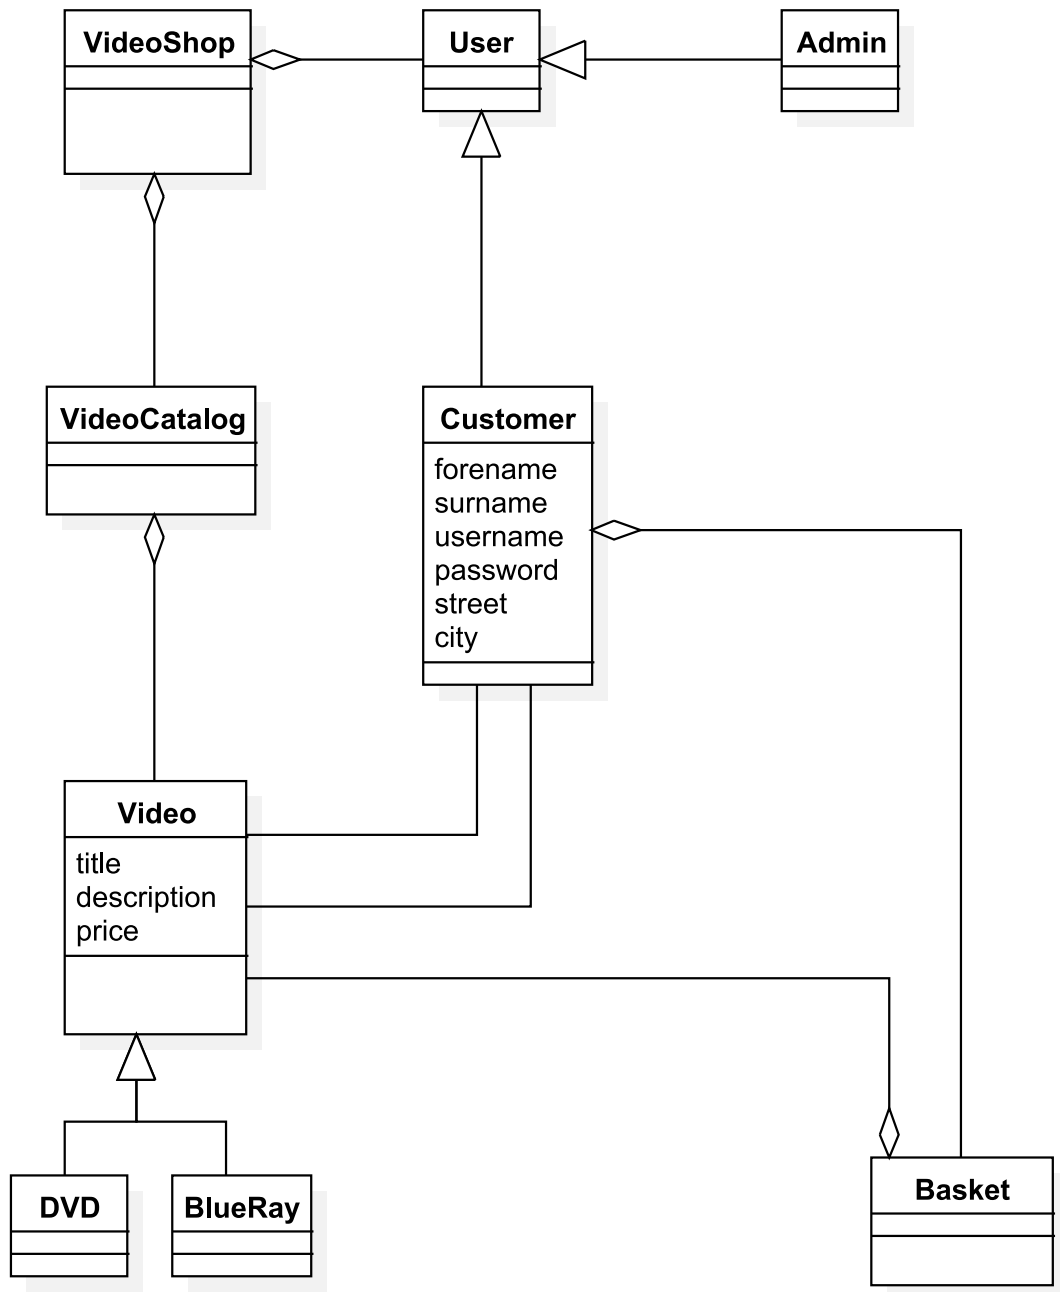 VideoShop
User
Admin
VideoCatalog
Customer
forename
surname
username
password
street
city
Video
title
description
price
DVD
BlueRay
Basket